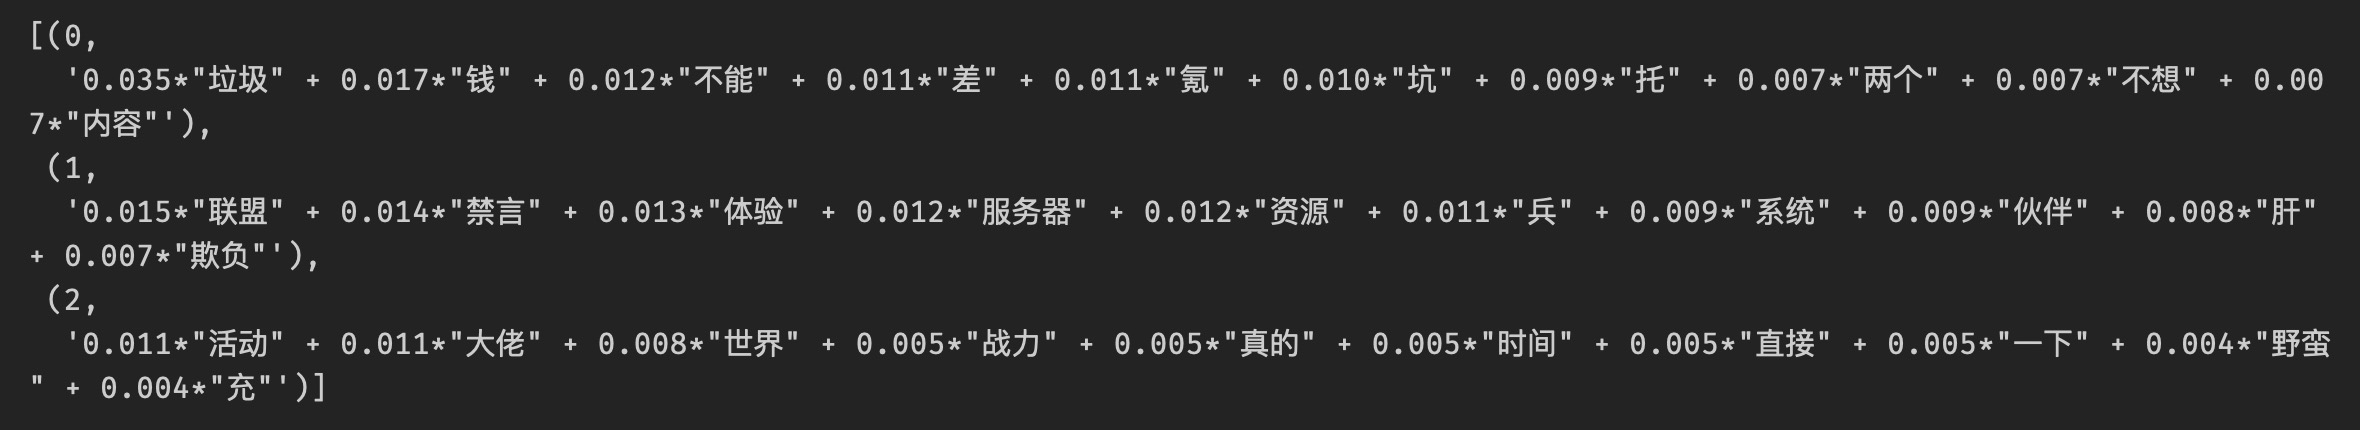 [(0,
'0.035*"垃圾" + 0.017*"钱" + 0.012*"不能" + 0.011*"差" + 0.011*"氪" + 0.010*"坑" + 0.009*"托" + 0.007*"两个" + 0.007*"不想" + 0.00
7*"内容"'),
(1,
'0.015*"联盟" + 0.014*"禁言" + 0.013*"体验" + 0.012*"服务器" + 0.012*"资源" + 0.011*"兵" + 0.009*"系统" + 0.009*"伙伴" + 0.008*"肝"
+ 0.007*"欺负"'),
(2,
'0.011*"活动" + 0.011*"大佬" + 0.008*"世界" + 0.005*"战力" + 0.005*"真的" + 0.005*"时间" + 0.005*"直接" + 0.005*"一下" + 0.004*"野蛮
" + 0.004*"充"')]